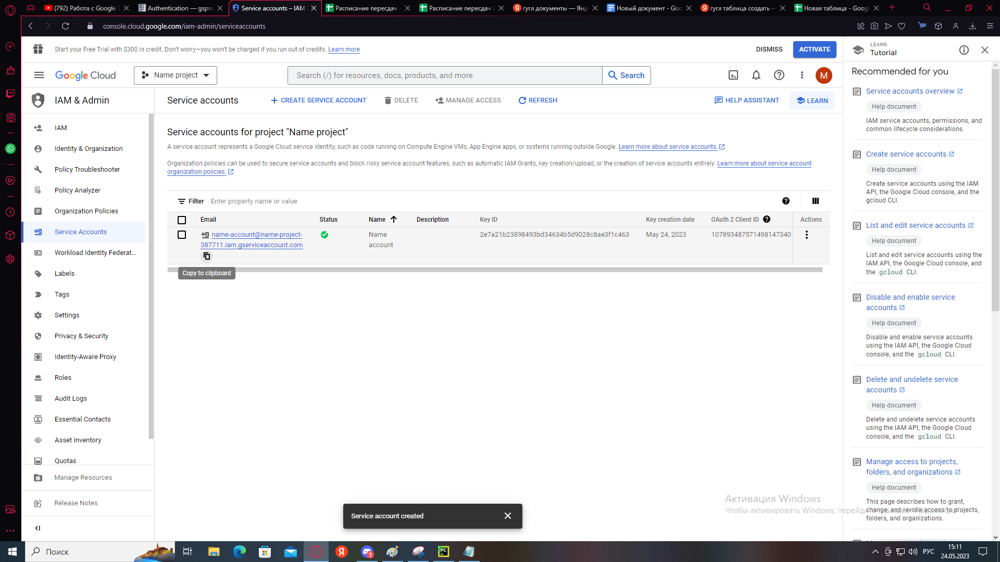 (792) Работа с Google T
Authentication — gspre
Service accounts – IAM
Расписание пересдач -
Расписание пересдач
гугл документы — Янд
Новый документ - Goo
гугл таблица создать —
Новая таблица - Googl
console.cloud.google.com/iam-admin/serviceaccounts
Start your Free Trial with $300 in credit. Don't worry—you won't be charged if you run out of credits. Learn more
DISMISS
ACTIVATE
Google Cloud
Name project
Search (/) for resources, docs, products, and more
Search
M
IAM & Admin
IAM
Identity & Organization
Policy Troubleshooter
Policy Analyzer
Organization Policies
Service Accounts
Workload Identity Federat...
Labels
Tags
Settings
Privacy & Security
Identity-Aware Proxy
Roles
Audit Logs
Essential Contacts
Asset Inventory
Quotas
Manage Resources
Release Notes
Service accounts
CREATE SERVICE ACCOUNT
DELETE
MANAGE ACCESS
REFRESH
HELP ASSISTANT
LEARN
Service accounts for project "Name project"
A service account represents a Google Cloud service identity, such as code running on Compute Engine VMs, App Engine apps, or systems running outside Google. Learn more about service accounts.
Organization policies can be used to secure service accounts and block risky service account features, such as automatic IAM Grants, key creation/upload, or the creation of service accounts entirely. Learn more about service account
organization policies.
Filter
Enter property name or value
Email
Status
Name
Description
Key ID
Key creation date
OAuth 2 Client ID
Actions
name-account@name-project-
387711.iam.gserviceaccount.com
Name
account
2e7a21b23898493bd34634b5d9028c8ae3f1c463
May 24, 2023
107893487571498147340
Copy to clipboard
Service account created
LEARN
Tutorial
Recommended for you
Service accounts overview
Help document
IAM service accounts, permissions, and
common lifecycle considerations.
Create service accounts
Help document
Create service accounts using the IAM
API, the Google Cloud console, and the
gcloud CLI.
List and edit service accounts
Help document
List and edit service accounts using the
IAM API, the Google Cloud console, and
the gcloud CLI.
Disable and enable service
accounts
Help document
Disable and enable service accounts
using the IAM API, the Google Cloud
console, and the gcloud CLI.
Delete and undelete service
accounts
Help document
Delete and undelete service accounts
using the IAM API, the Google Cloud
console, and the gcloud CLI.
Manage access to projects,
folders, and organizations
Help document
This page describes how to grant,
change, and revoke access to projects,
folders, and organizations.
Активация Windows
Чтобы активировать Windows, перейдите в раздел "Параметры".
Поиск
1
PC
РУС
15:11
24.05.2023